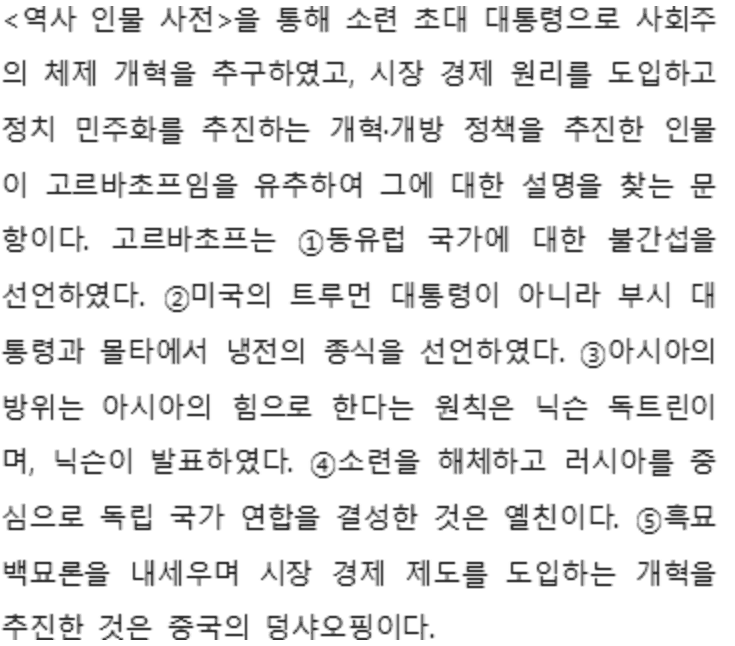 <역사 인물 사전>을 통해 소련 초대 대통령으로 사회주
의 체제 개혁을 추구하였고, 시장 경제 원리를 도입하고
정치 민주화를 추진하는 개혁·개방 정책을 추진한 인물
이 고르바초프임을 유추하여 그에 대한 설명을 찾는 문
항이다. 고르바초프는 ①동유럽 국가에 대한 불간섭을
선언하였다. ②미국의 트루먼 대통령이 아니라 부시 대
통령과 몰타에서 냉전의 종식을 선언하였다. ③아시아의
방위는 아시아의 힘으로 한다는 원칙은 닉슨 독트린이
며, 닉슨이 발표하였다. ④소련을 해체하고 러시아를 중
심으로 독립 국가 연합을 결성한 것은 옐친이다. ⑤흑묘
백묘론을 내세우며 시장 경제 제도를 도입하는 개혁을
추진한 것은 중국의 덩샤오핑이다.